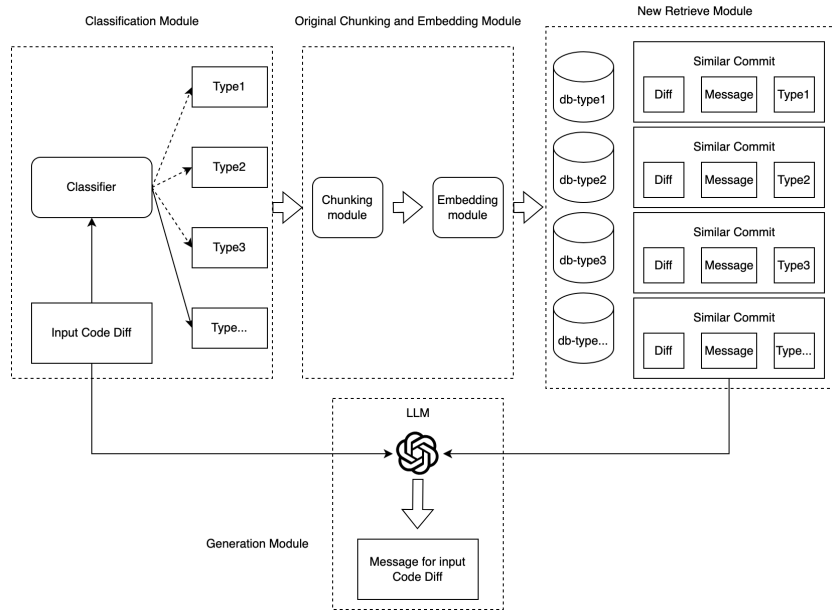 Classification Module
Original Chunking and Embedding Module
New Retrieve Module
Type1
Type2
Type3
Type...
Classifier
Input Code Diff
Chunking
module
Embedding
module
db-type1
Similar Commit
Diff
Message
Type1
db-type2
Similar Commit
Diff
Message
Type2
db-type3
Similar Commit
Diff
Message
Type3
db-type...
Similar Commit
Diff
Message
Type...
LLM
Generation Module
Message for input
Code Diff